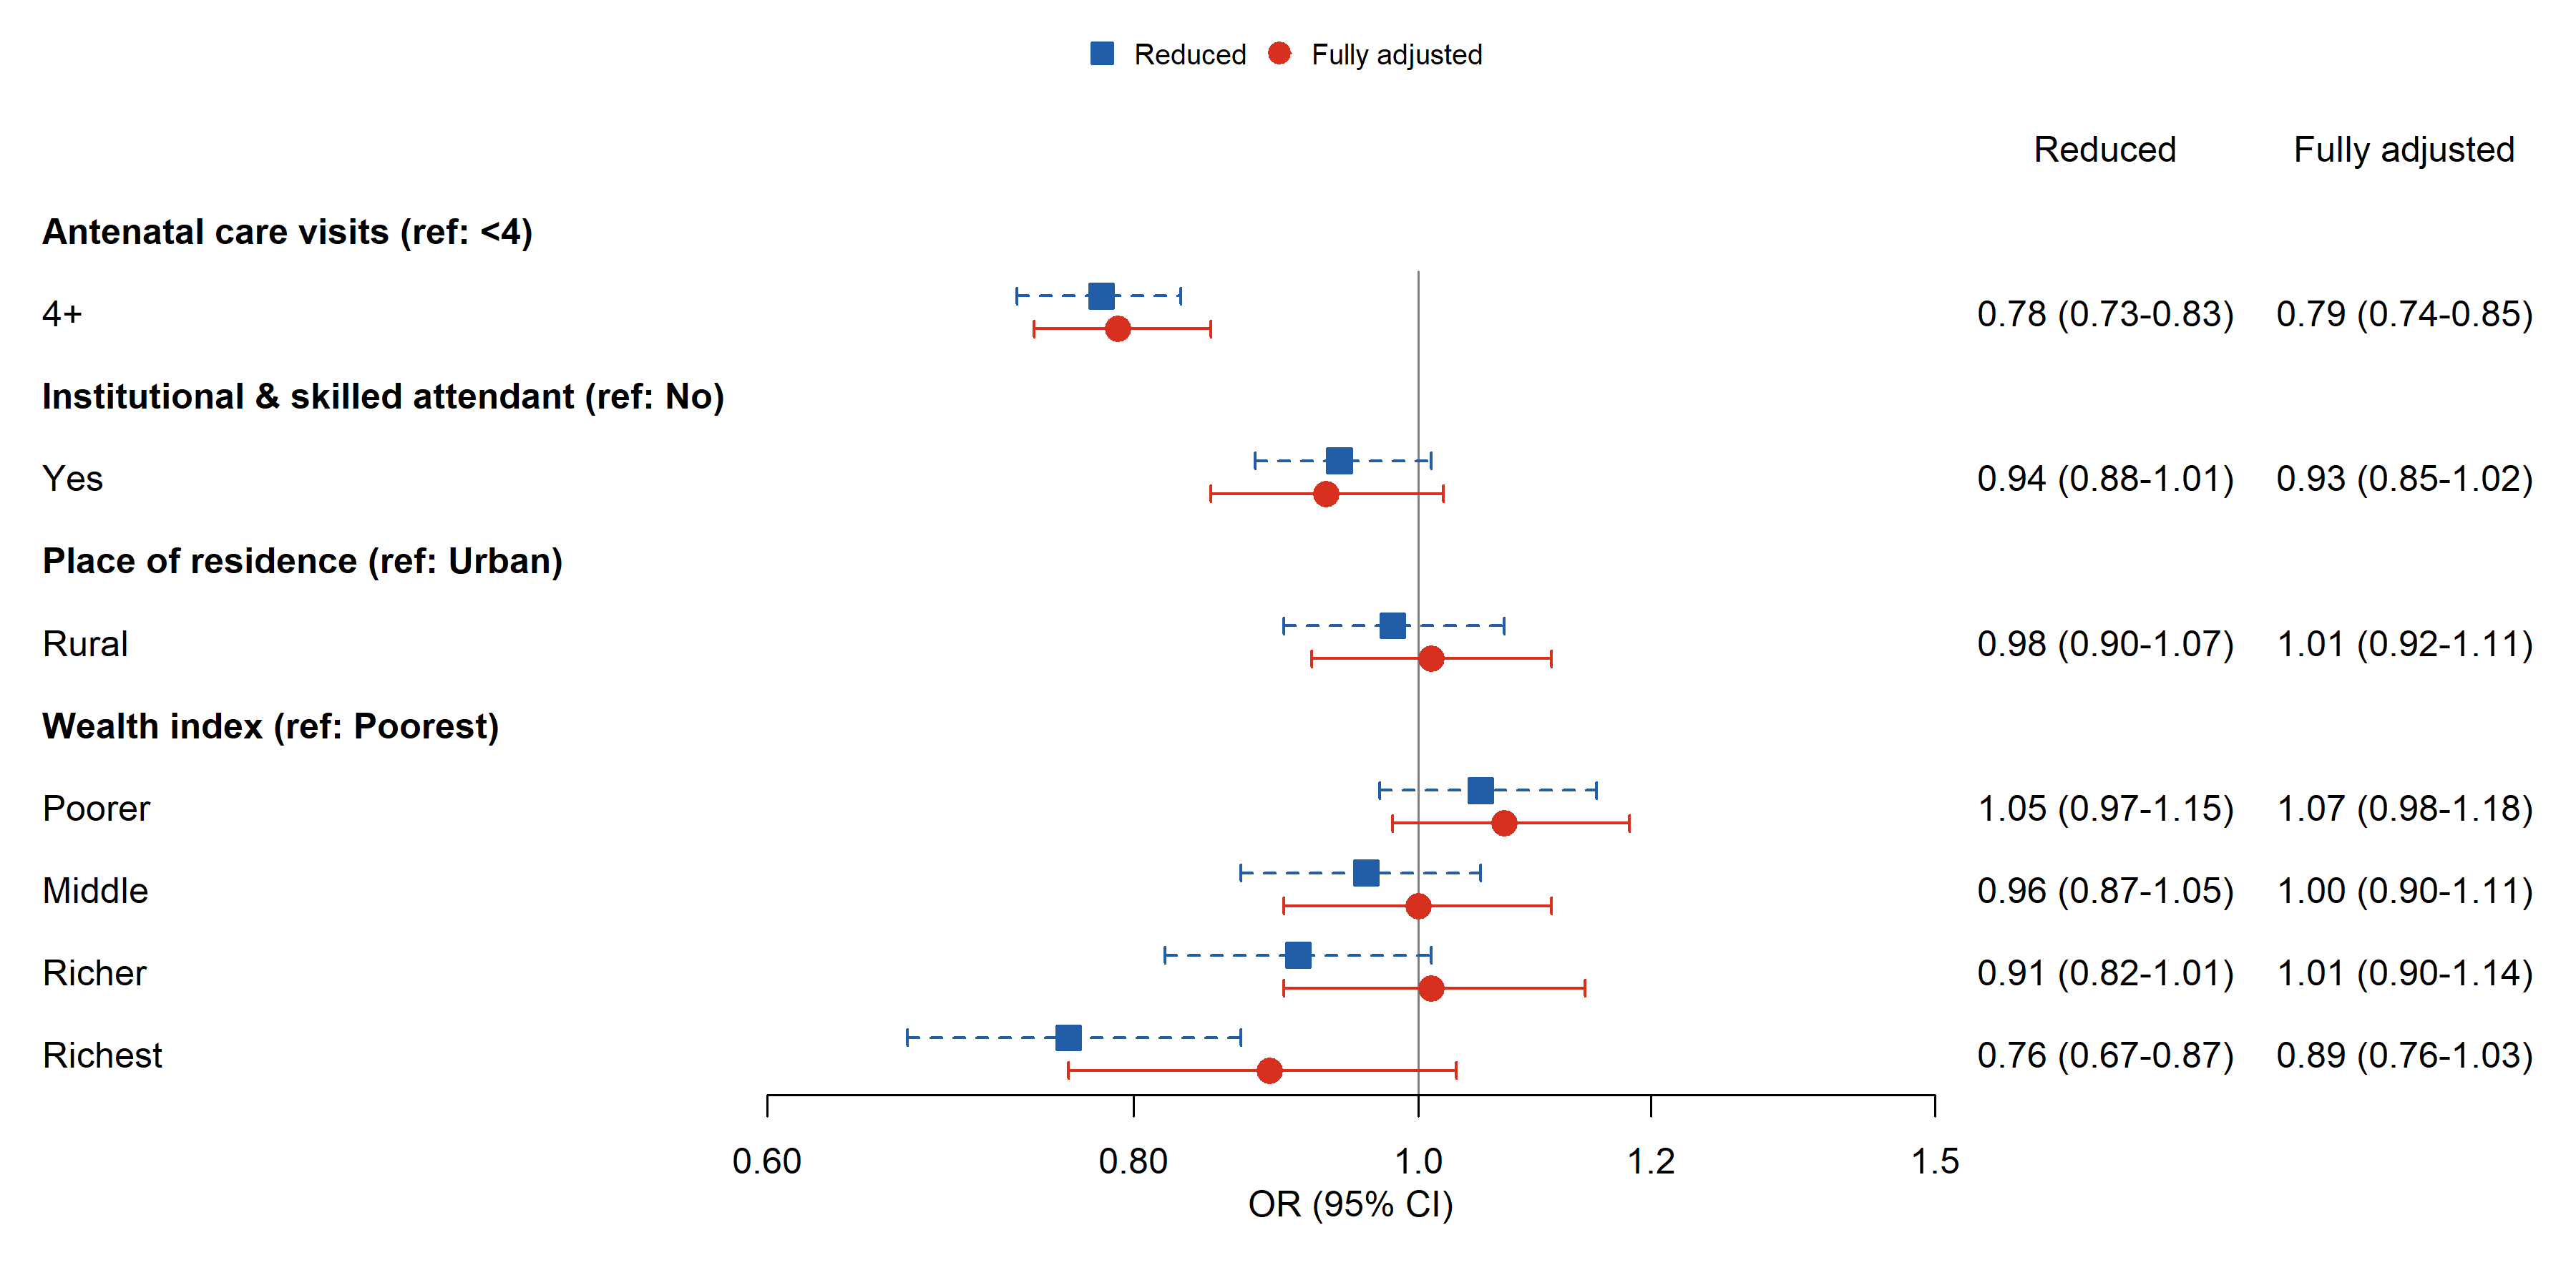 Reduced Fully adjusted
Reduced Fully adjusted
Antenatal care visits (ref: <4)
4+ 0.78 (0.73-0.83) 0.79 (0.74-0.85)
Institutional & skilled attendant (ref: No)
Yes 0.94 (0.88-1.01) 0.93 (0.85-1.02)
Place of residence (ref: Urban)
Rural 0.98 (0.90-1.07) 1.01 (0.92-1.11)
Wealth index (ref: Poorest)
Poorer 1.05 (0.97-1.15) 1.07 (0.98-1.18)
Middle 0.96 (0.87-1.05) 1.00 (0.90-1.11)
Richer 0.91 (0.82-1.01) 1.01 (0.90-1.14)
Richest 0.76 (0.67-0.87) 0.89 (0.76-1.03)
0.60 0.80 1.0 1.2 1.5
OR (95% CI)